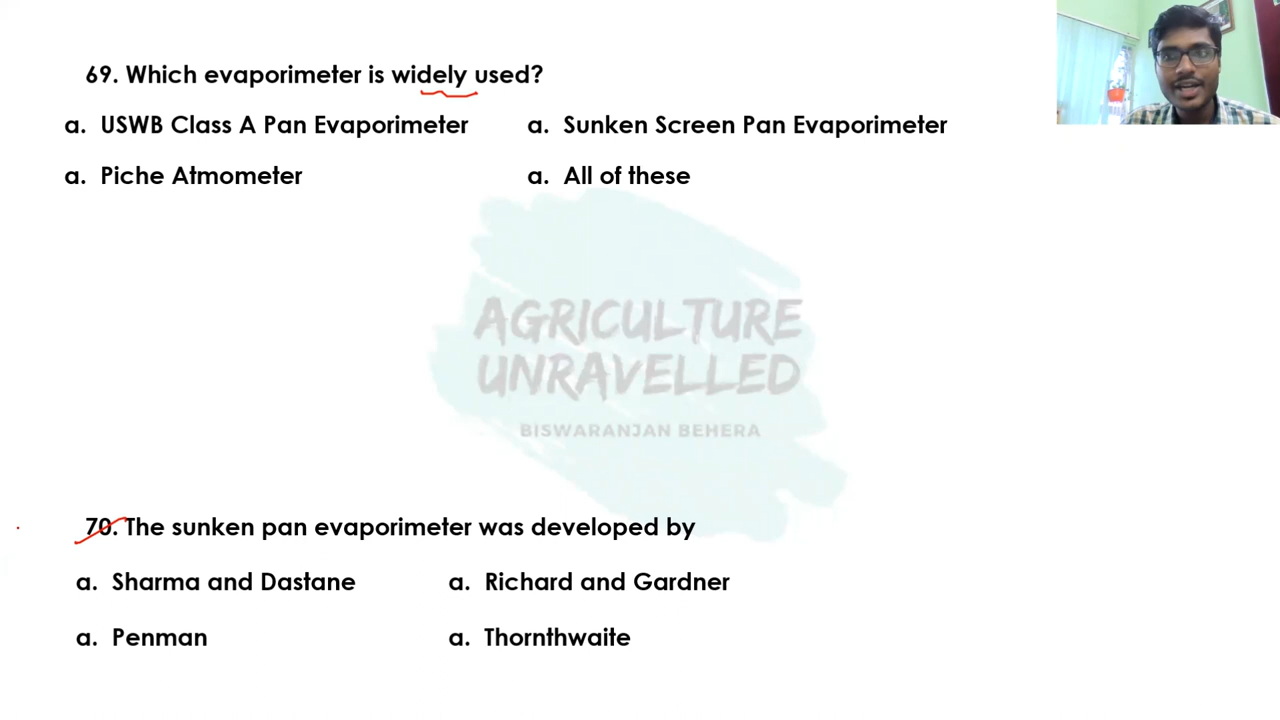 69. Which evaporimeter is widely used?
a. USWB Class A Pan Evaporimeter a. Sunken Screen Pan Evaporimeter
a. Piche Atmometer a. All of these
AGRICULTURE
UNRAVELLED
BISWARANJAN BEHERA
70. The sunken pan evaporimeter was developed by
a. Sharma and Dastane a. Richard and Gardner
a. Penman a. Thornthwaite